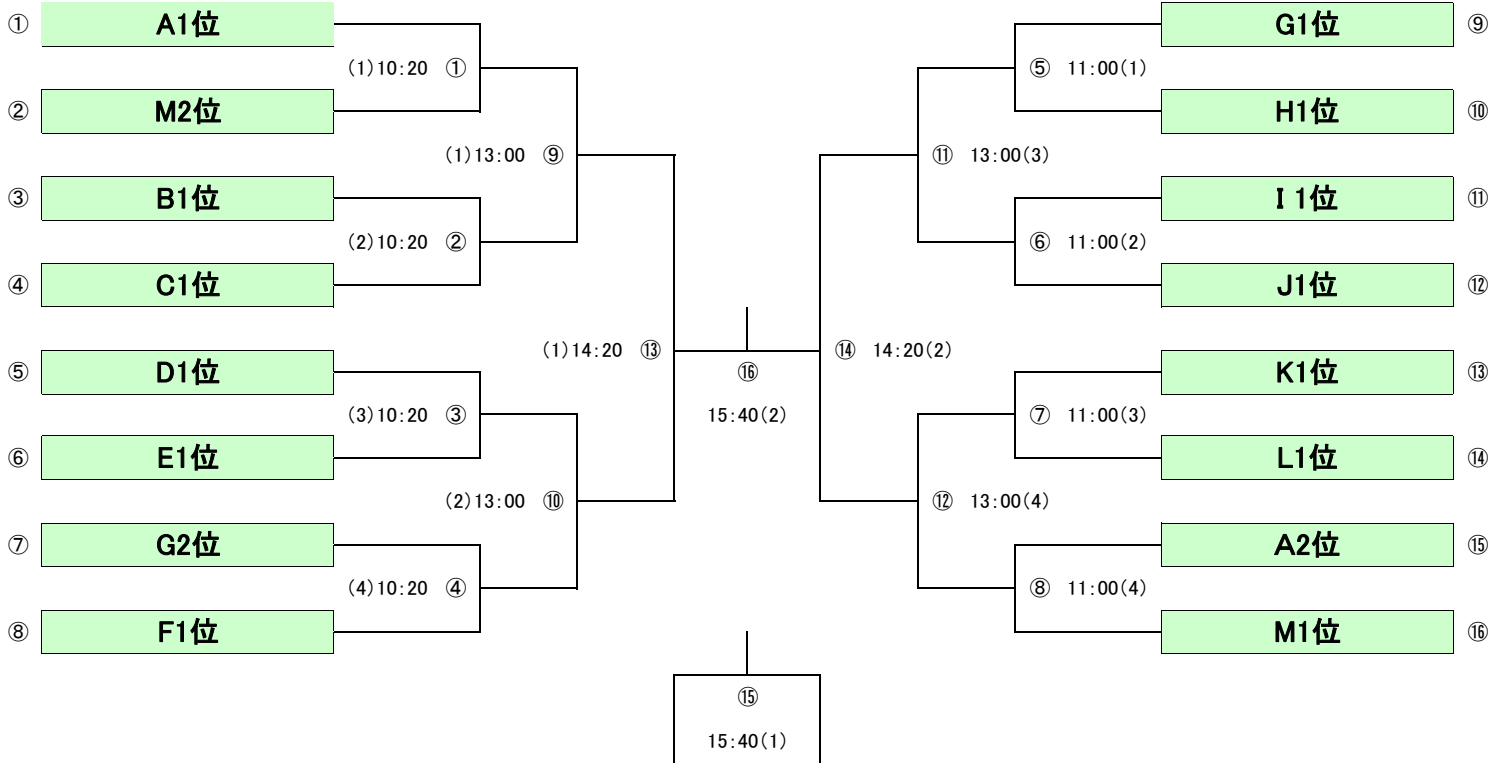 ① A1位 G1位 ⑨
(1)10:20 ① ⑤ 11:00(1)
② M2位 H1位 ⑩
(1)13:00 ⑨ ⑪ 13:00(3)
③ B1位 I 1位 ⑪
(2)10:20 ② ⑥ 11:00(2)
④ C1位 J1位 ⑫
(1)14:20 ⑬ ⑭ 14:20(2)
⑤ D1位 ⑯ K1位 ⑬
(3)10:20 ③ 15:40(2) ⑦ 11:00(3)
⑥ E1位 L1位 ⑭
(2)13:00 ⑩ ⑫ 13:00(4)
⑦ G2位 A2位 ⑮
(4)10:20 ④ ⑧ 11:00(4)
⑧ F1位 M1位 ⑯
⑮
15:40(1)